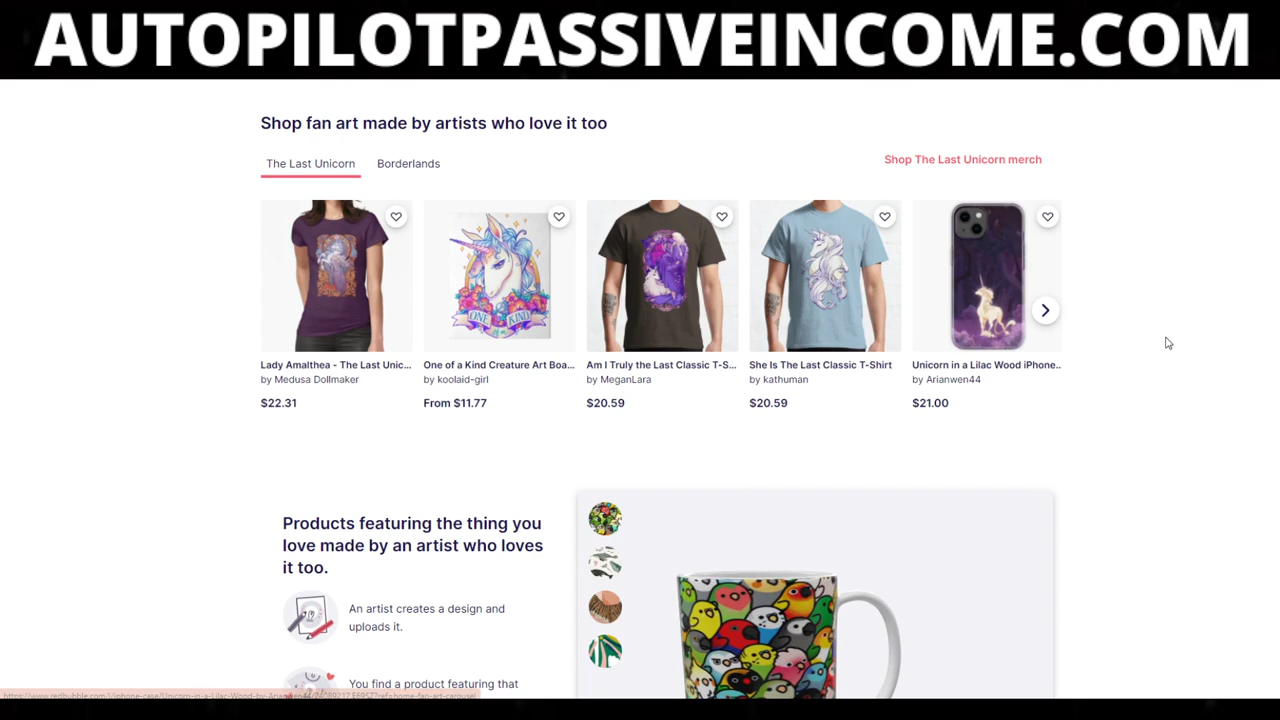 AUTOPILOTPASSIVEINCOME.COM
Shop fan art made by artists who love it too
The Last Unicorn Borderlands Shop The Last Unicorn merch
ONE KIND
Lady Amalthea - The Last Unic... One of a Kind Creature Art Boa... Am I Truly the Last Classic T-S... She Is The Last Classic T-Shirt Unicorn in a Lilac Wood iPhone..
by Medusa Dollmaker by koolaid-girl by MeganLara by kathuman by Arianwen44
$22.31 From $11.77 $20.59 $20.59 $21.00
Products featuring the thing you
love made by an artist who loves
it too.
An artist creates a design and
uploads it.
You find a product featuring that